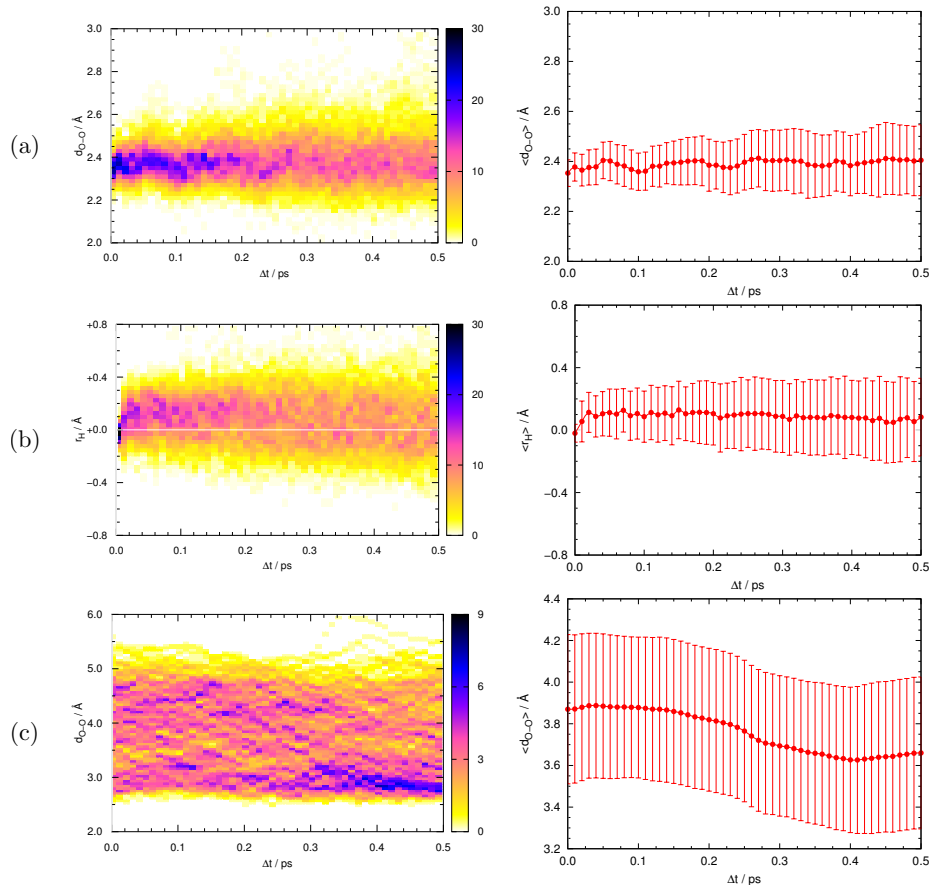 (a)
3.0
2.8
2.6
2.4
2.2
2.0
d_O−O / Å
0.0 0.1 0.2 0.3 0.4 0.5
Δt / ps
30
20
10
0
3.0
2.8
2.6
2.4
2.2
2.0
<d_O−O> / Å
0.0 0.1 0.2 0.3 0.4 0.5
Δt / ps
(b)
+0.8
+0.4
+0.0
−0.4
−0.8
r_H / Å
0.0 0.1 0.2 0.3 0.4 0.5
Δt / ps
30
20
10
0
0.8
0.4
0.0
−0.4
−0.8
<r_H> / Å
0.0 0.1 0.2 0.3 0.4 0.5
Δt / ps
(c)
6.0
5.0
4.0
3.0
2.0
d_O−O / Å
0.0 0.1 0.2 0.3 0.4 0.5
Δt / ps
9
6
3
0
4.4
4.2
4.0
3.8
3.6
3.4
3.2
<d_O−O> / Å
0.0 0.1 0.2 0.3 0.4 0.5
Δt / ps